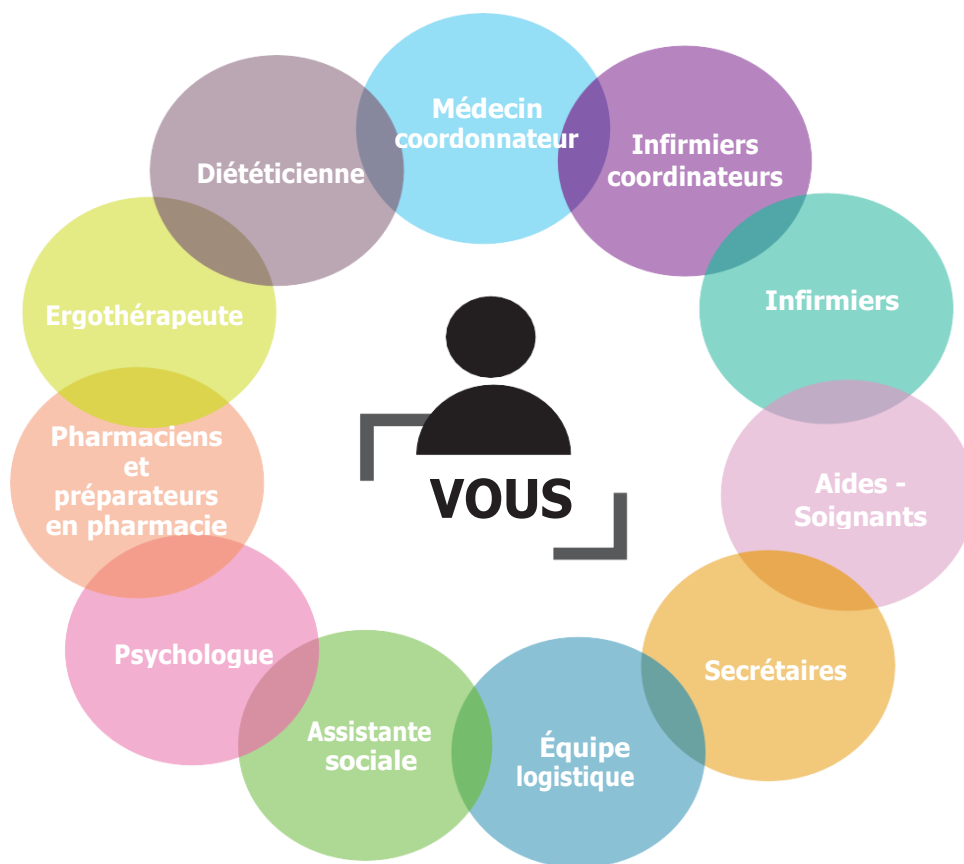 Médecin
coordonnateur
Infirmiers
coordinateurs
Infirmiers
Aides -
Soignants
Secrétaires
Équipe
logistique
Assistante
sociale
Psychologue
Pharmaciens
et
préparateurs
en pharmacie
Ergothérapeute
Diététicienne
VOUS